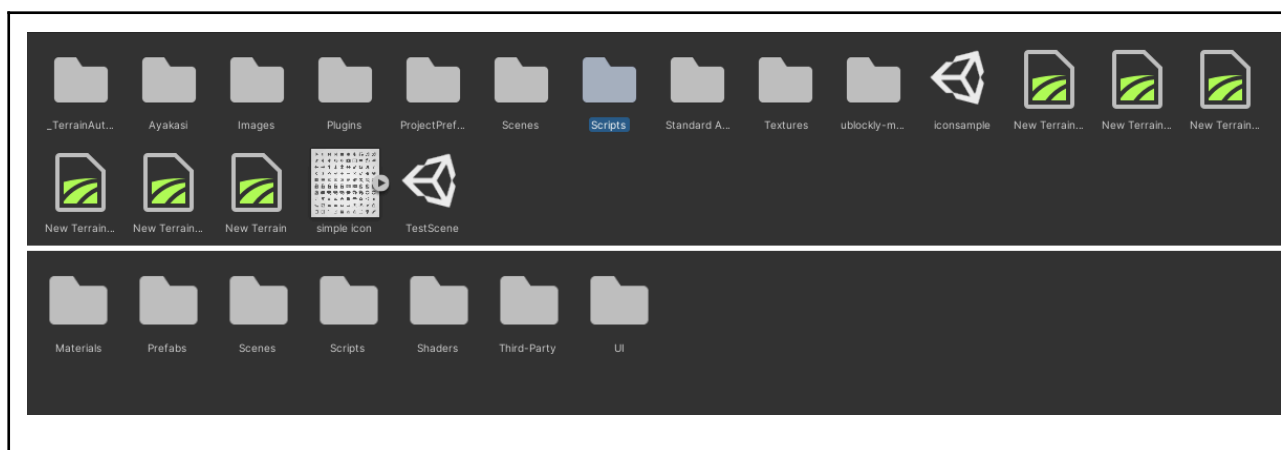 _TerrainAut... Ayakasi Images Plugins ProjectPref... Scenes Scripts Standard A... Textures ublockly-m... iconsample New Terrain... New Terrain... New Terrain...
New Terrain... New Terrain... New Terrain simple icon TestScene
Materials Prefabs Scenes Scripts Shaders Third-Party UI